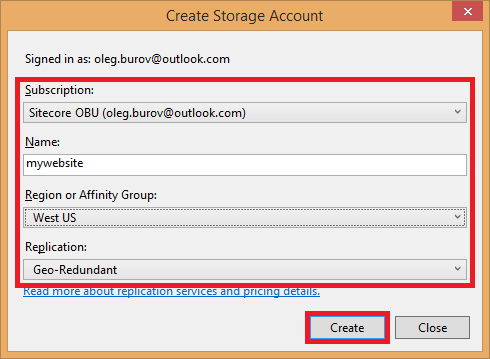 Create Storage Account
Signed in as: oleg.burov@outlook.com
Subscription:
Sitecore OBU (oleg.burov@outlook.com)
Name:
mywebsite
Region or Affinity Group:
West US
Replication:
Geo-Redundant
Read more about replication services and pricing details.
Create Close